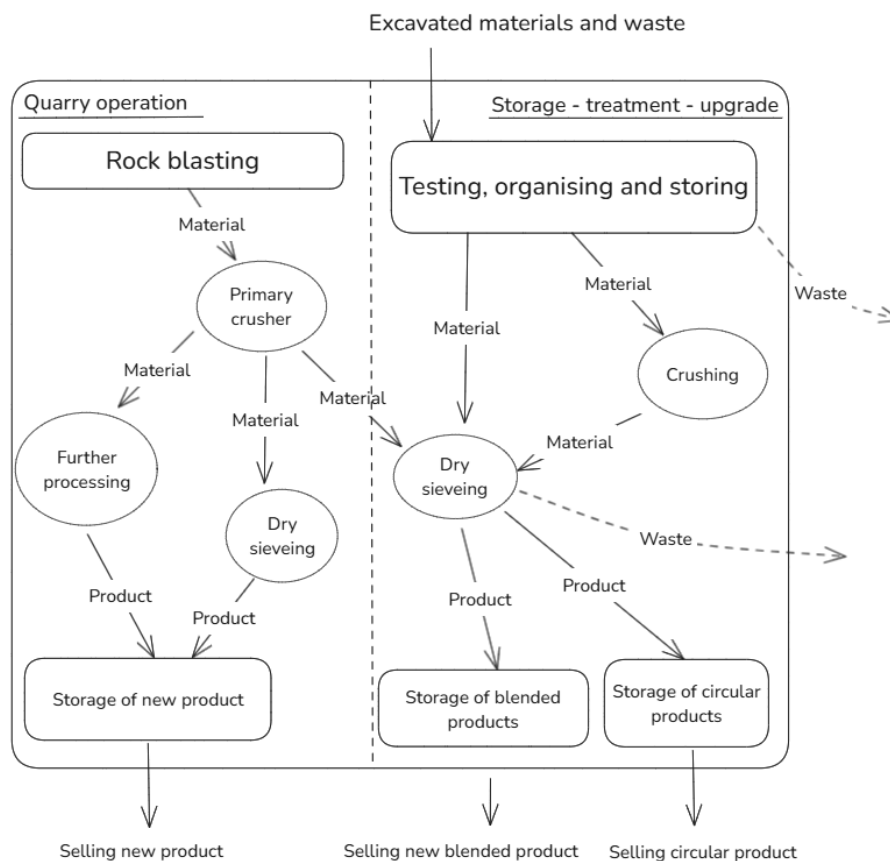 Excavated materials and waste
Quarry operation
Storage - treatment - upgrade
Rock blasting
Testing, organising and storing
Material
Primary
crusher
Material
Waste
Material
Material
Material
Material
Crushing
Material
Further
processing
Dry
sieveing
Dry
sieveing
Waste
Product
Product
Product
Product
Storage of new product
Storage of blended
products
Storage of circular
products
Selling new product
Selling new blended product
Selling circular product